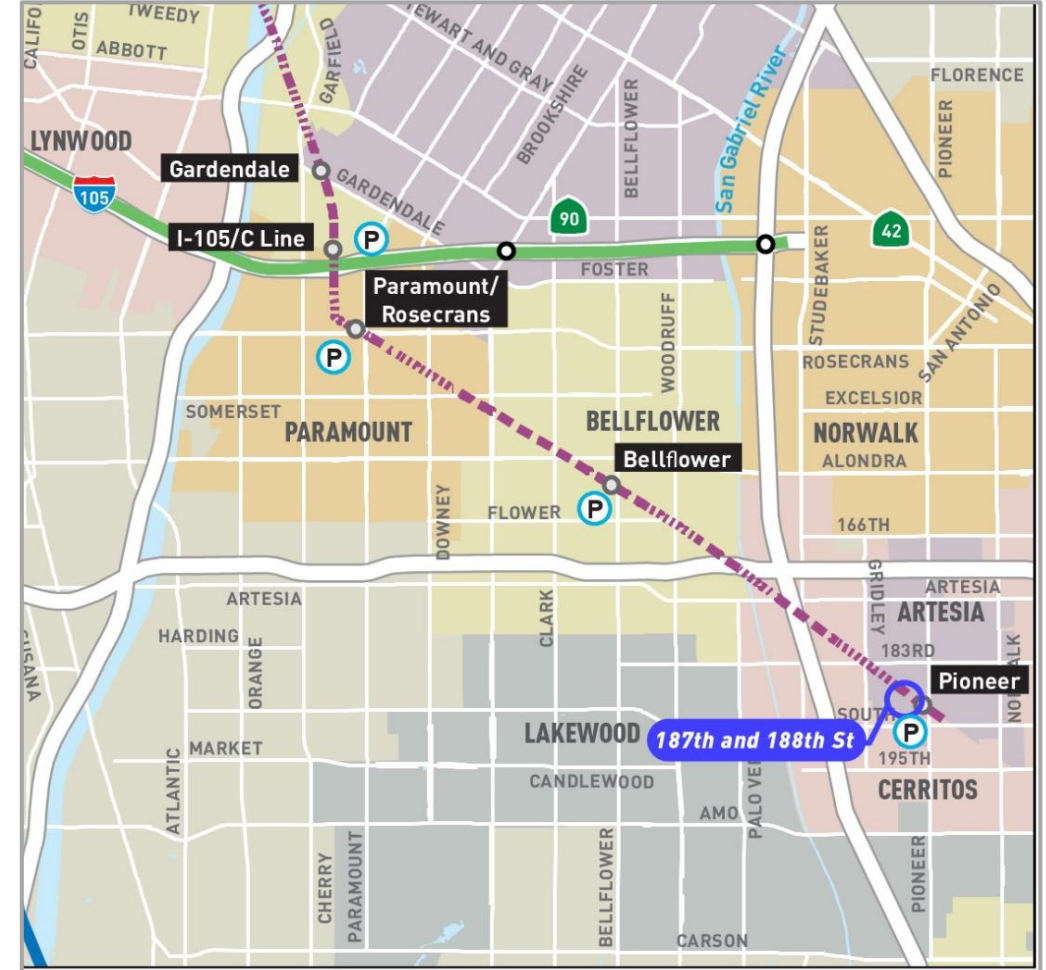 CALIFO
OTIS
TWEEDY
ABBOTT
GARFIELD
STEWART AND GRAY
BROOKSHIRE
BELLFLOWER
San Gabriel River
FLORENCE
PIONEER
LYNWOOD
105
Gardendale
GARDENDALE
I-105/C Line
P
90
42
FOSTER
STUDEBAKER
Paramount/
Rosecrans
P
WOODRUFF
SAN ANTONIO
ROSECRANS
EXCELSIOR
SOMERSET
PARAMOUNT
BELLFLOWER
NORWALK
Bellflower
ALONDRA
P
DOWNEY
FLOWER
166TH
ARTESIA
CLARK
GRIDLEY
ARTESIA
ARTESIA
HARDING
ORANGE
183RD
SUSANA
Pioneer
NORWALK
SOUTH
P
187th and 188th St
LAKEWOOD
MARKET
195TH
ATLANTIC
CANDLEWOOD
CERRITOS
AMO
PALO VER
CHERRY
PARAMOUNT
BELLFLOWER
PIONEER
CARSON